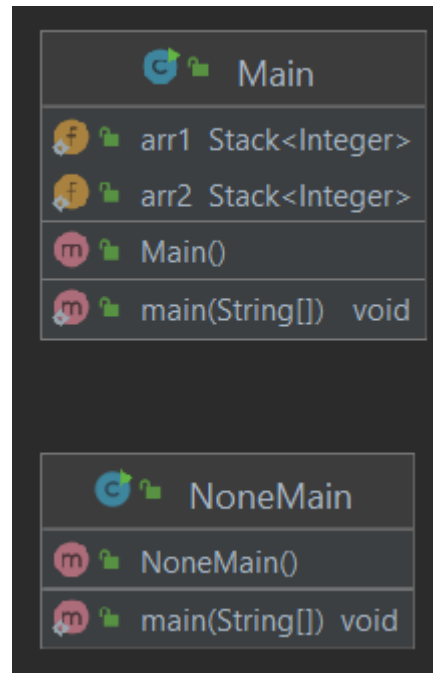 Main
arr1 Stack<Integer>
arr2 Stack<Integer>
Main()
main(String[]) void
NoneMain
NoneMain()
main(String[]) void